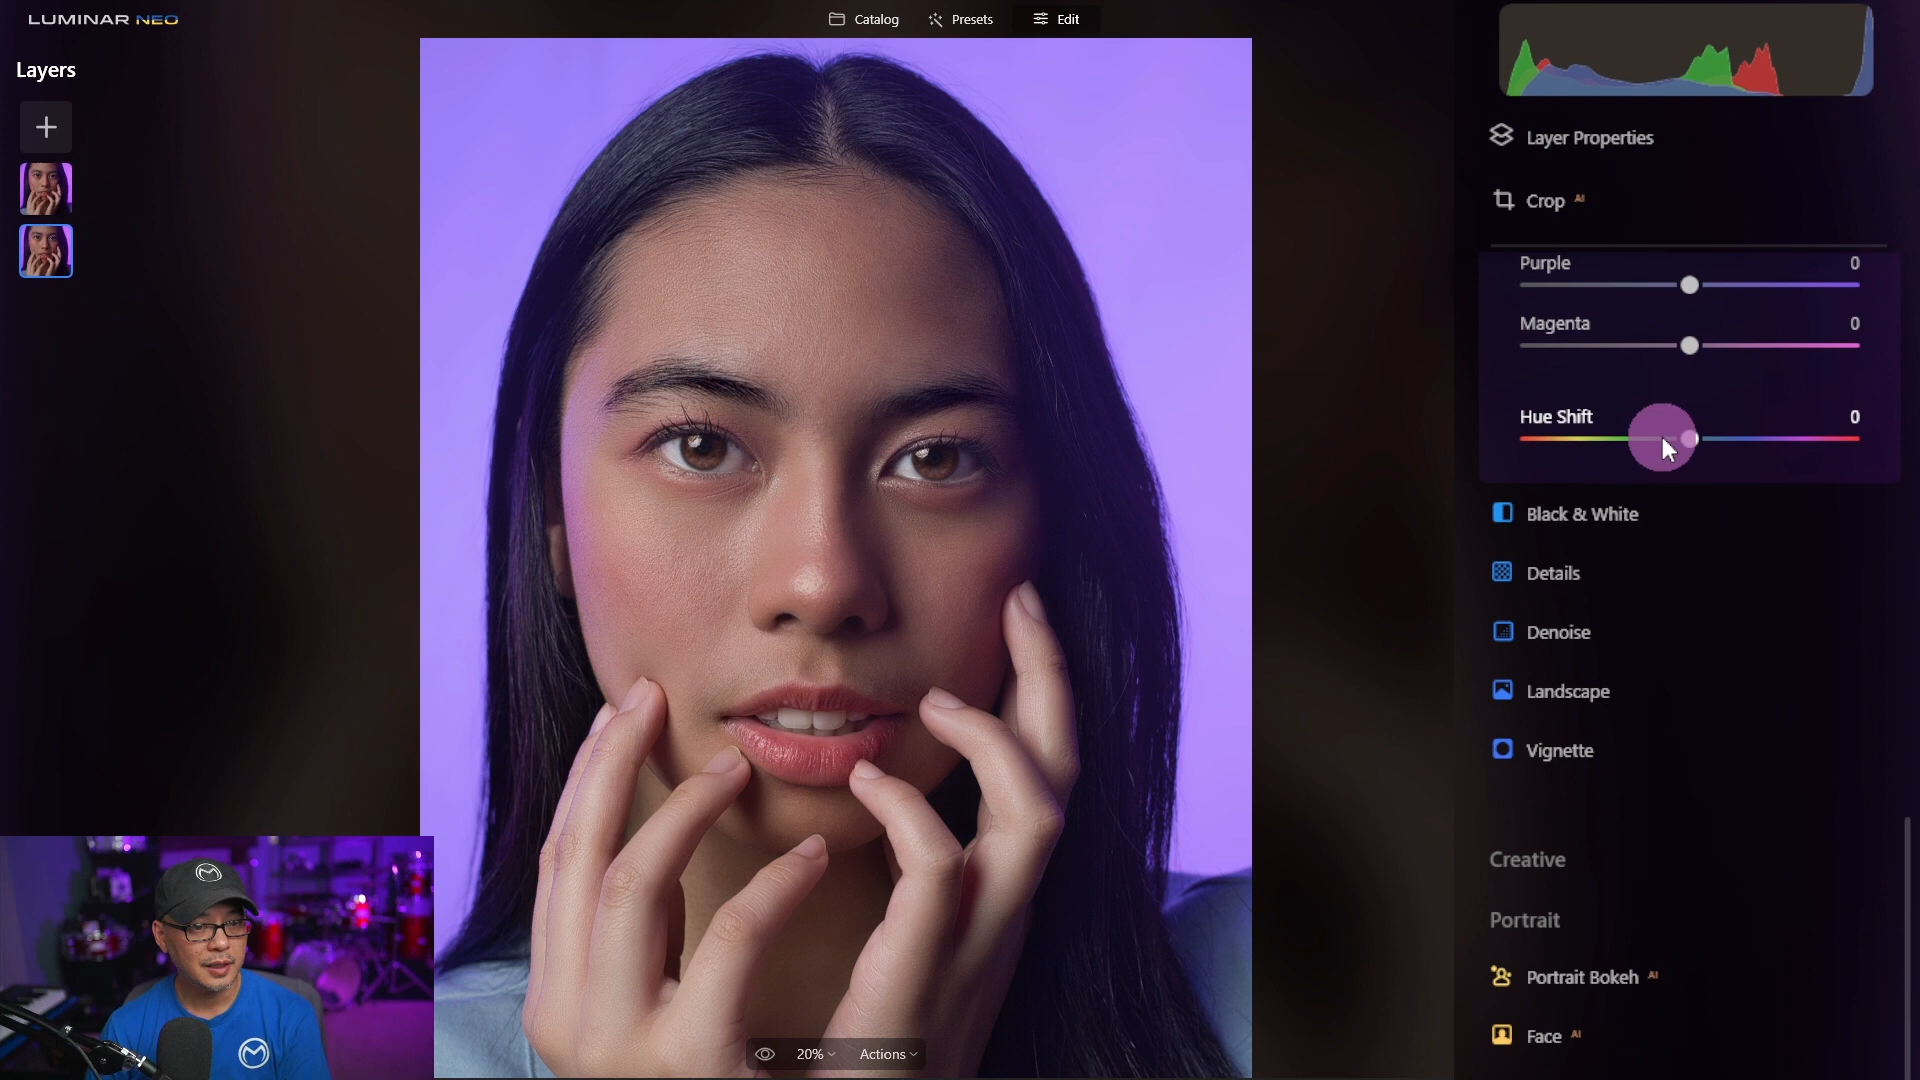 LUMINAR NEO
Catalog
Presets
Edit
Layers
Layer Properties
Crop AI
Purple 0
Magenta 0
Hue Shift 0
Black & White
Details
Denoise
Landscape
Vignette
Creative
Portrait
Portrait Bokeh AI
Face AI
20%
Actions